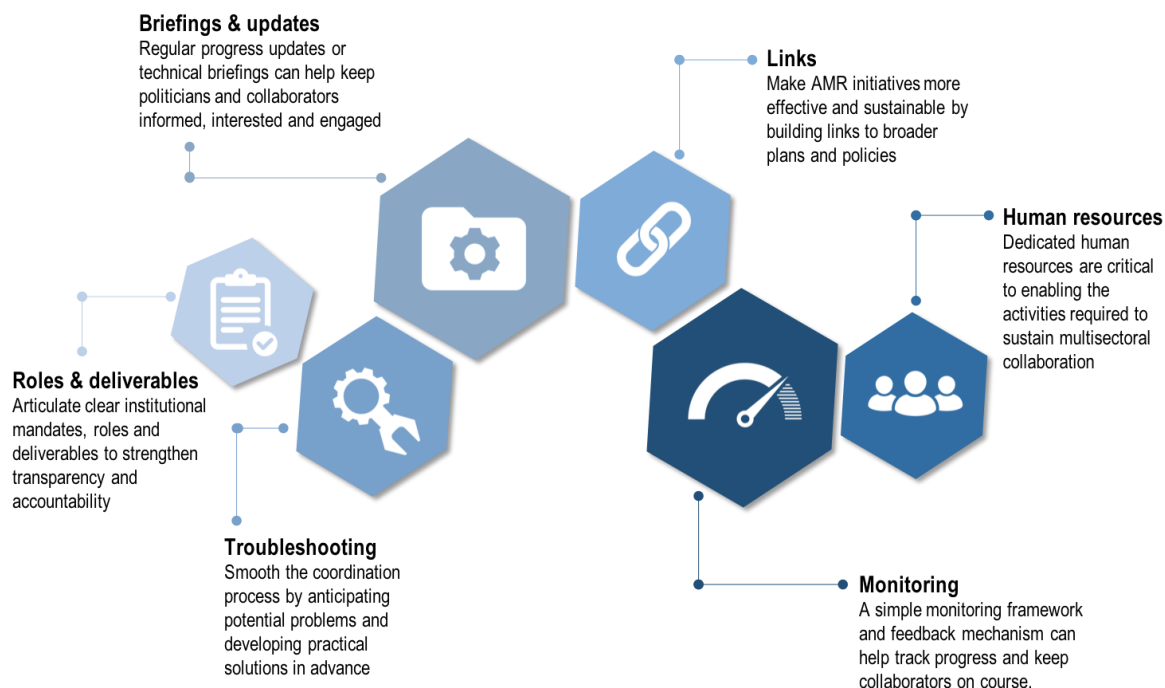 Briefings & updates
Regular progress updates or
technical briefings can help keep
politicians and collaborators
informed, interested and engaged
Links
Make AMR initiatives more
effective and sustainable by
building links to broader
plans and policies
Human resources
Dedicated human
resources are critical
to enabling the
activities required to
sustain multisectoral
collaboration
Roles & deliverables
Articulate clear institutional
mandates, roles and
deliverables to strengthen
transparency and
accountability
Troubleshooting
Smooth the coordination
process by anticipating
potential problems and
developing practical
solutions in advance
Monitoring
A simple monitoring framework
and feedback mechanism can
help track progress and keep
collaborators on course.